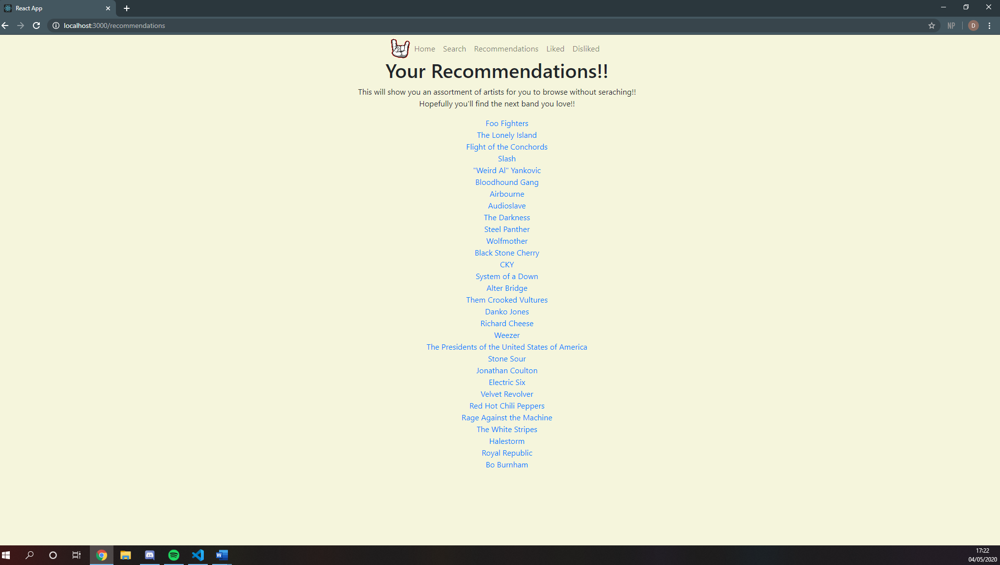 React App
localhost:3000/recommendations
NP
D
Home Search Recommendations Liked Disliked
Your Recommendations!!
This will show you an assortment of artists for you to browse without seraching!!
Hopefully you'll find the next band you love!!
Foo Fighters
The Lonely Island
Flight of the Conchords
Slash
"Weird Al" Yankovic
Bloodhound Gang
Airbourne
Audioslave
The Darkness
Steel Panther
Wolfmother
Black Stone Cherry
CKY
System of a Down
Alter Bridge
Them Crooked Vultures
Danko Jones
Richard Cheese
Weezer
The Presidents of the United States of America
Stone Sour
Jonathan Coulton
Electric Six
Velvet Revolver
Red Hot Chili Peppers
Rage Against the Machine
The White Stripes
Halestorm
Royal Republic
Bo Burnham
W
17:22
04/05/2020